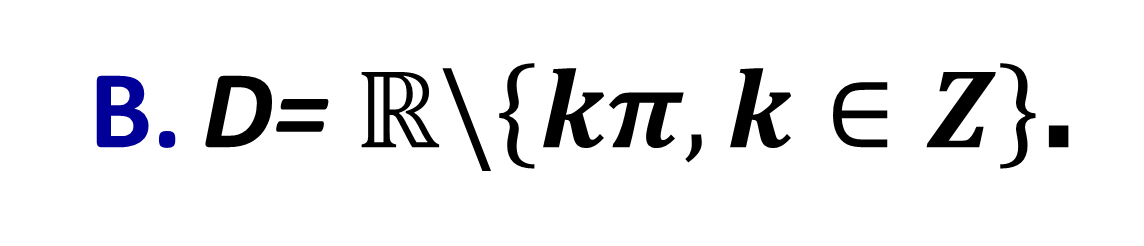 B. D= ℝ\{kπ, k ∈ Z}.